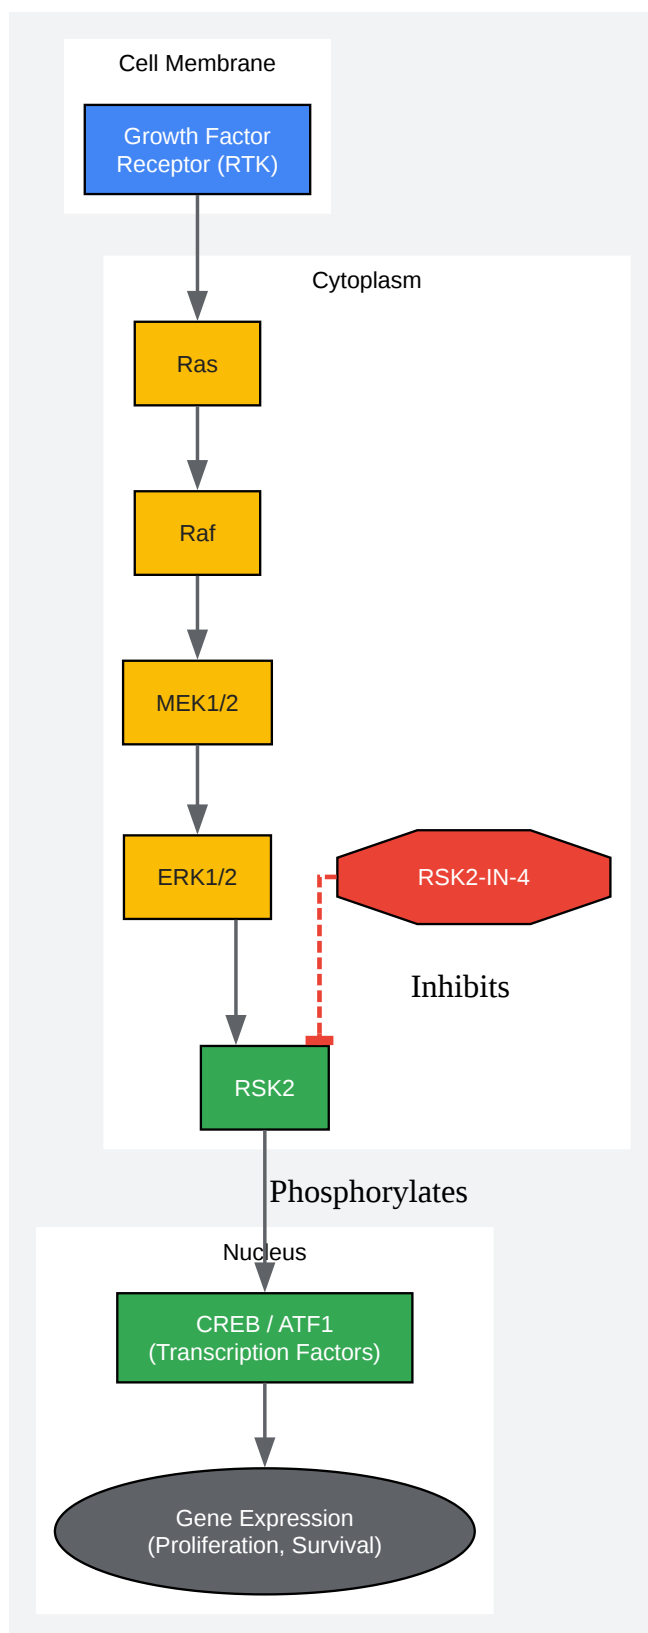 Cell Membrane
Growth Factor
Receptor (RTK)
Cytoplasm
Ras
Raf
MEK1/2
ERK1/2
RSK2-IN-4
Inhibits
RSK2
Phosphorylates
Nucleus
CREB / ATF1
(Transcription Factors)
Gene Expression
(Proliferation, Survival)